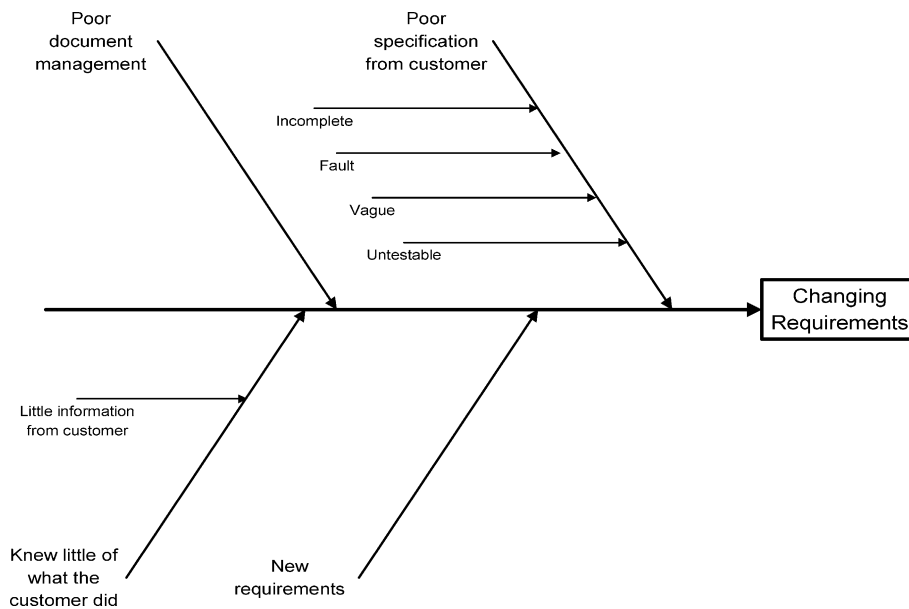 Poor
document
management
Poor
specification
from customer
Incomplete
Fault
Vague
Untestable
Changing
Requirements
Little information
from customer
Knew little of
what the
customer did
New
requirements